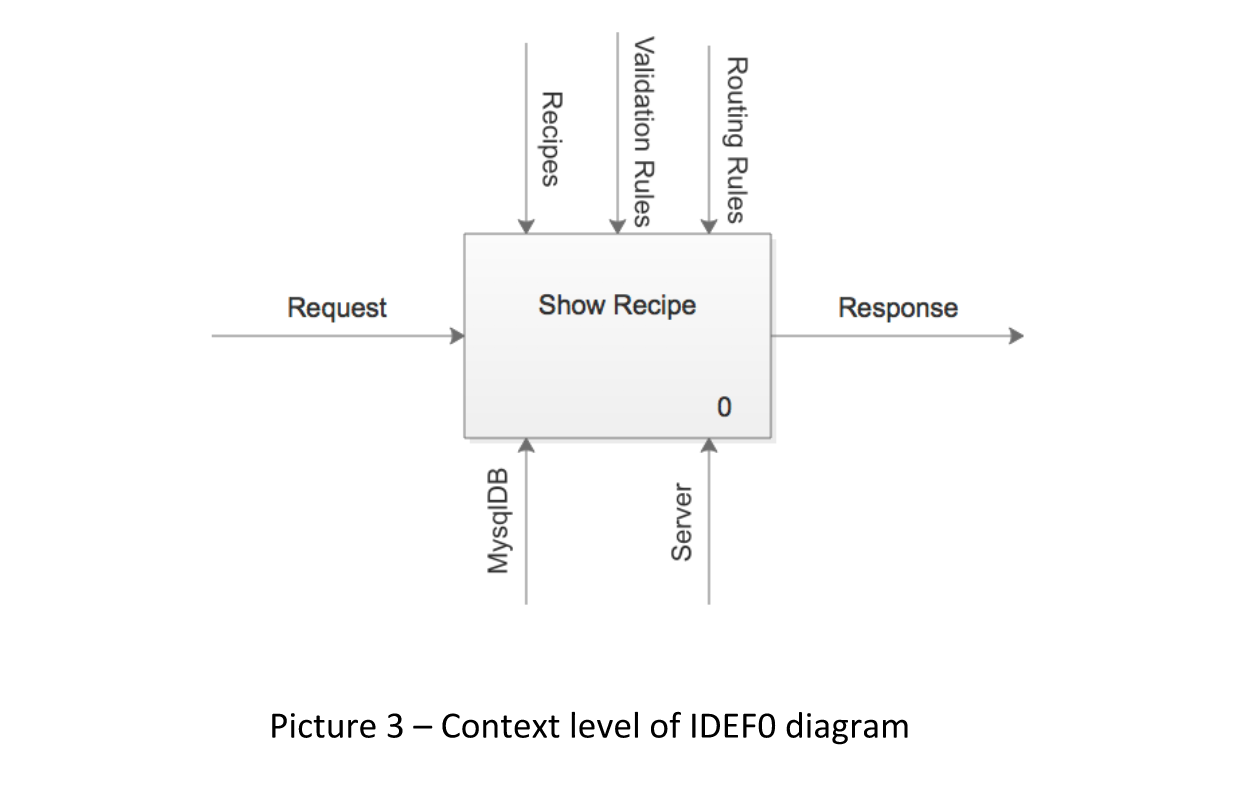 Recipes
Validation Rules
Routing Rules
Request
Show Recipe
Response
0
MysqlDB
Server
Picture 3 – Context level of IDEF0 diagram